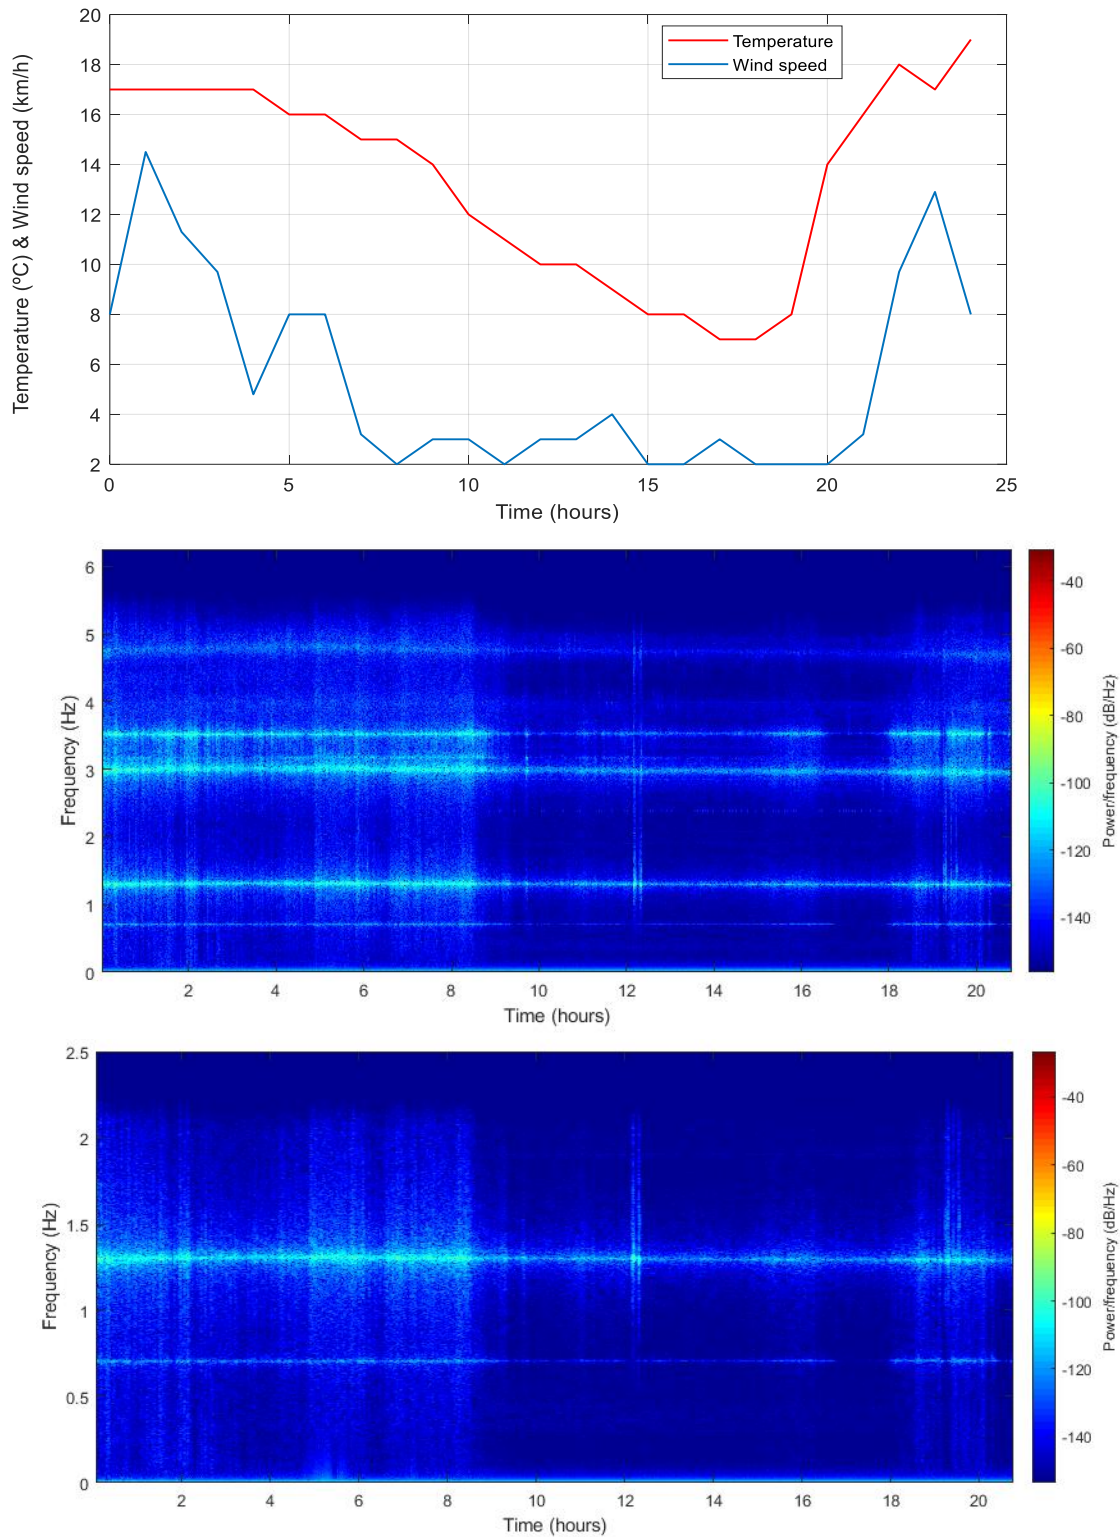 20
18
16
14
12
10
8
6
4
2
Temperature (ºC) & Wind speed (km/h)
Temperature
Wind speed
0 5 10 15 20 25
Time (hours)
6
5
4
3
2
1
0
Frequency (Hz)
2 4 6 8 10 12 14 16 18 20
Time (hours)
-40
-60
-80
-100
-120
-140
Power/frequency (dB/Hz)
2.5
2
1.5
1
0.5
0
Frequency (Hz)
2 4 6 8 10 12 14 16 18 20
Time (hours)
-40
-60
-80
-100
-120
-140
Power/frequency (dB/Hz)